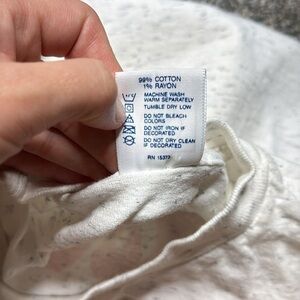 99% COTTON
1% RAYON
MACHINE WASH
WARM SEPARATELY
TUMBLE DRY LOW
DO NOT BLEACH
COLORS
DO NOT IRON IF
DECORATED
DO NOT DRY CLEAN
IF DECORATED
RN 15377